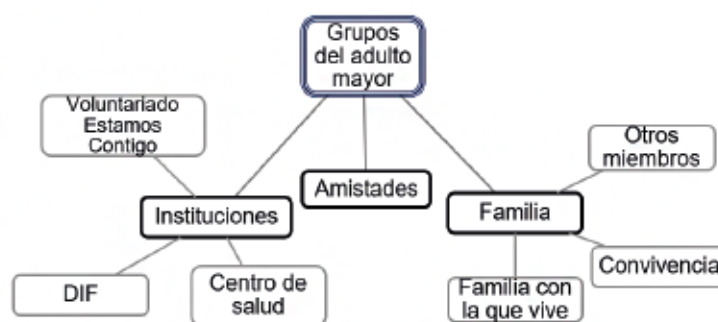 Grupos
del adulto
mayor
Voluntariado
Estamos
Contigo
Otros
miembros
Amistades
Instituciones
Familia
Convivencia
DIF
Centro de
salud
Familia con
la que vive